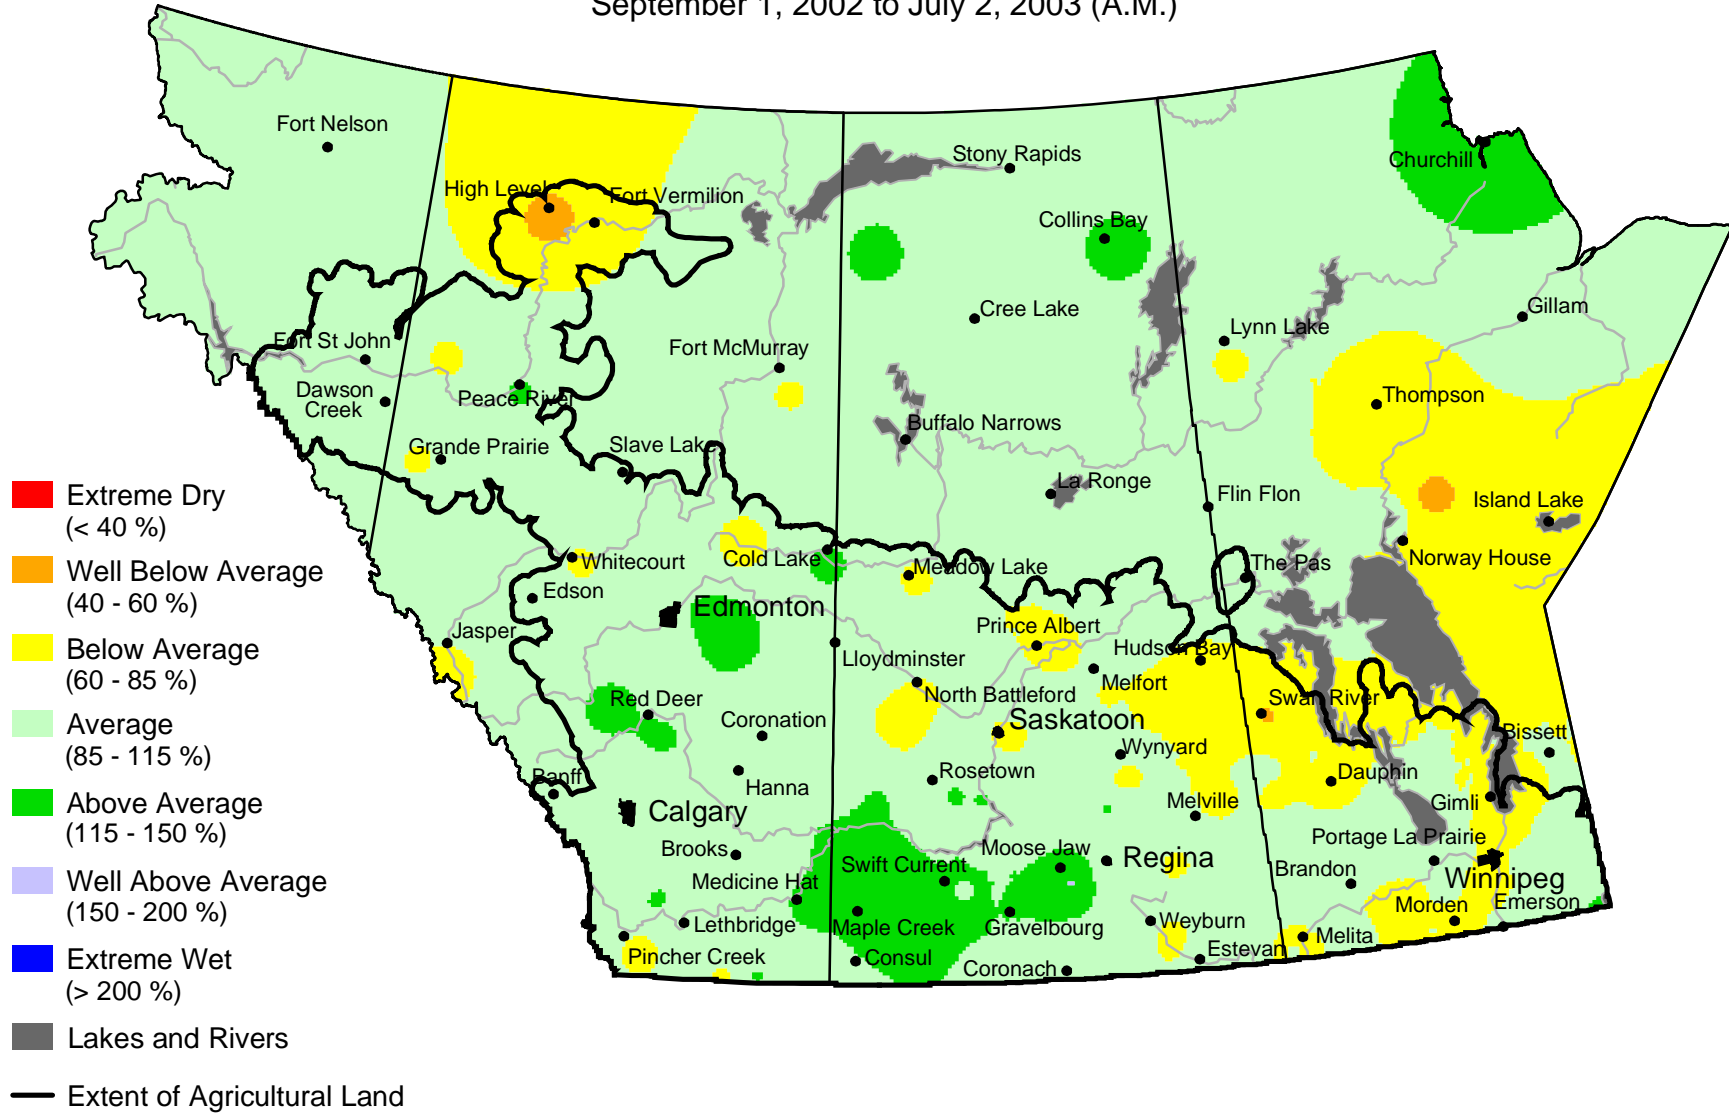 September 1, 2002 to July 2, 2003 (A.M.)
Fort Nelson
High Level
Fort Vermilion
Stony Rapids
Collins Bay
Churchill
Cree Lake
Lynn Lake
Gillam
Fort St John
Fort McMurray
Dawson
Creek
Peace River
Thompson
Buffalo Narrows
Grande Prairie
Slave Lake
La Ronge
Flin Flon
Island Lake
Whitecourt
Cold Lake
Meadow Lake
The Pas
Norway House
Edson
Edmonton
Jasper
Prince Albert
Hudson Bay
Lloydminster
Melfort
North Battleford
Swan River
Red Deer
Coronation
Saskatoon
Bissett
Wynyard
Banff
Hanna
Rosetown
Dauphin
Calgary
Melville
Gimli
Portage La Prairie
Brooks
Moose Jaw
Regina
Swift Current
Brandon
Winnipeg
Medicine Hat
Morden
Emerson
Lethbridge
Maple Creek
Gravelbourg
Weyburn
Melita
Pincher Creek
Consul
Coronach
Estevan
Extreme Dry
(< 40 %)
Well Below Average
(40 - 60 %)
Below Average
(60 - 85 %)
Average
(85 - 115 %)
Above Average
(115 - 150 %)
Well Above Average
(150 - 200 %)
Extreme Wet
(> 200 %)
Lakes and Rivers
Extent of Agricultural Land